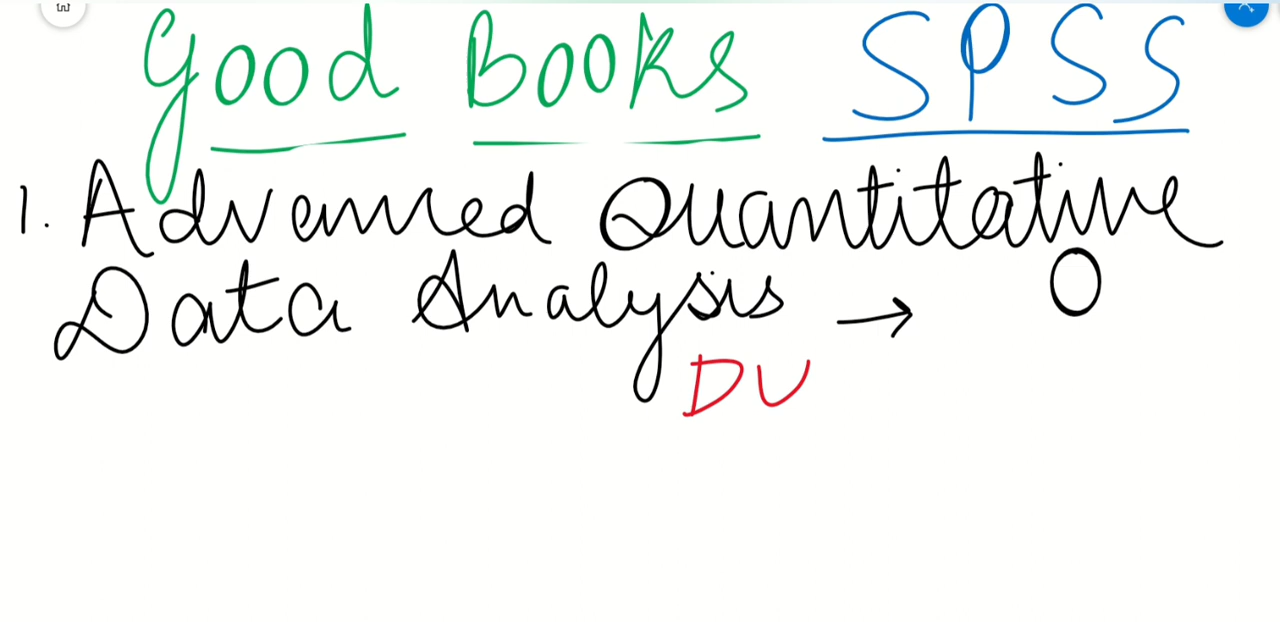 Good Books SPSS
1. Advanced Quantitative
Data Analysis → O
DU